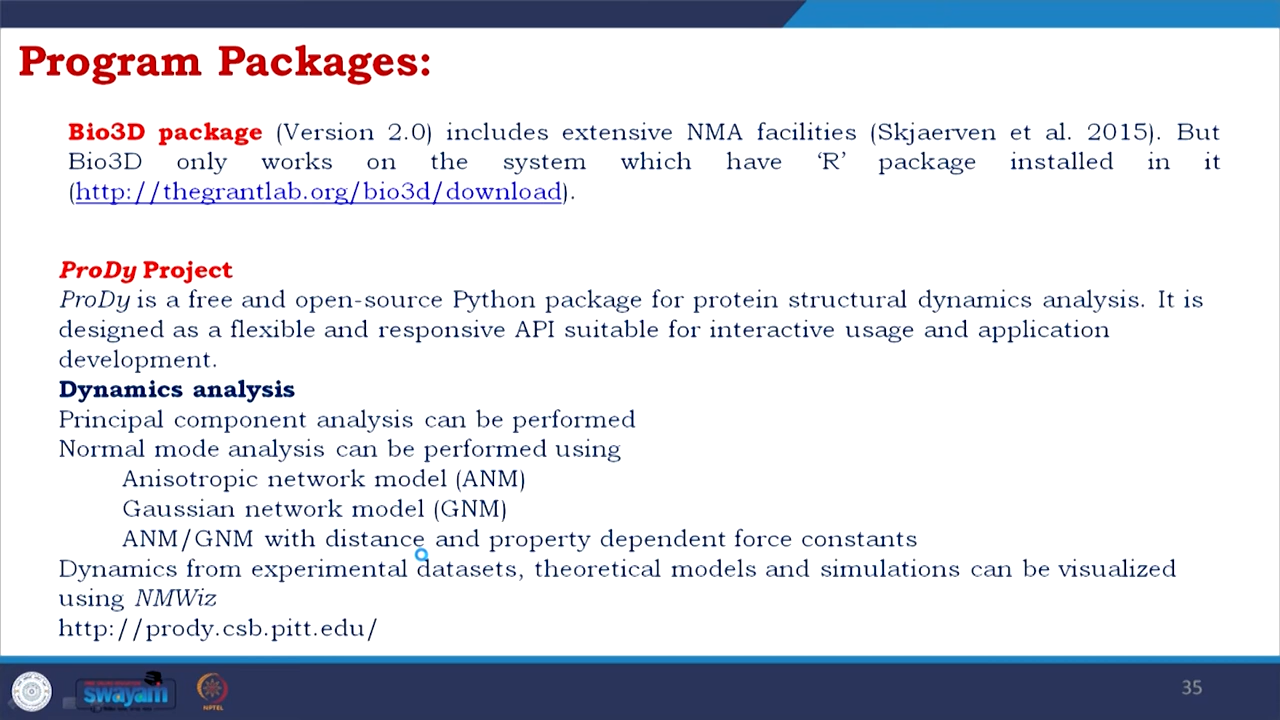 Program Packages:
Bio3D package (Version 2.0) includes extensive NMA facilities (Skjaerven et al. 2015). But
Bio3D only works on the system which have ‘R’ package installed in it
(http://thegrantlab.org/bio3d/download).
ProDy Project
ProDy is a free and open-source Python package for protein structural dynamics analysis. It is
designed as a flexible and responsive API suitable for interactive usage and application
development.
Dynamics analysis
Principal component analysis can be performed
Normal mode analysis can be performed using
Anisotropic network model (ANM)
Gaussian network model (GNM)
ANM/GNM with distance and property dependent force constants
Dynamics from experimental datasets, theoretical models and simulations can be visualized
using NMWiz
http://prody.csb.pitt.edu/
swayam
NPTEL
35